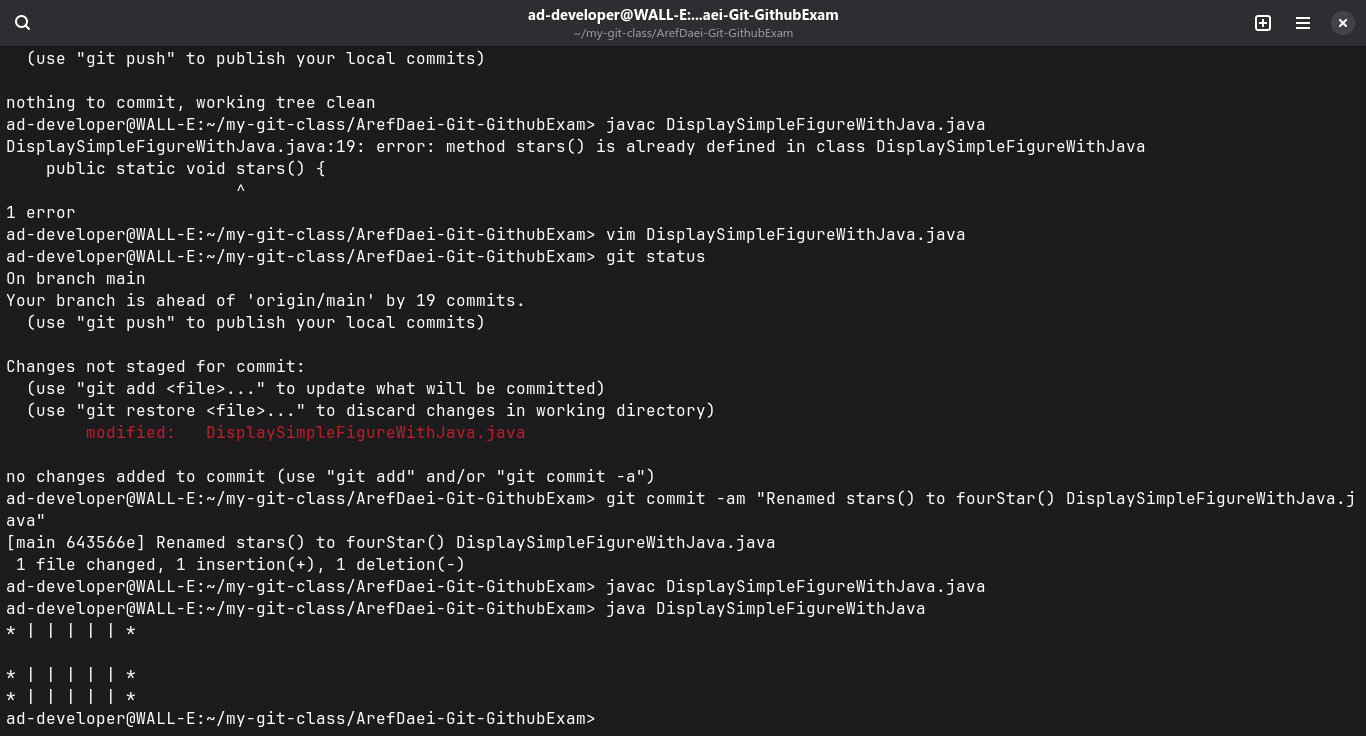 ad-developer@WALL-E:...aei-Git-GithubExam
~/my-git-class/ArefDaei-Git-GithubExam
  (use "git push" to publish your local commits)

nothing to commit, working tree clean
ad-developer@WALL-E:~/my-git-class/ArefDaei-Git-GithubExam> javac DisplaySimpleFigureWithJava.java
DisplaySimpleFigureWithJava.java:19: error: method stars() is already defined in class DisplaySimpleFigureWithJava
    public static void stars() {
                       ^
1 error
ad-developer@WALL-E:~/my-git-class/ArefDaei-Git-GithubExam> vim DisplaySimpleFigureWithJava.java
ad-developer@WALL-E:~/my-git-class/ArefDaei-Git-GithubExam> git status
On branch main
Your branch is ahead of 'origin/main' by 19 commits.
  (use "git push" to publish your local commits)

Changes not staged for commit:
  (use "git add <file>..." to update what will be committed)
  (use "git restore <file>..." to discard changes in working directory)
        modified:   DisplaySimpleFigureWithJava.java

no changes added to commit (use "git add" and/or "git commit -a")
ad-developer@WALL-E:~/my-git-class/ArefDaei-Git-GithubExam> git commit -am "Renamed stars() to fourStar() DisplaySimpleFigureWithJava.j
ava"
[main 643566e] Renamed stars() to fourStar() DisplaySimpleFigureWithJava.java
 1 file changed, 1 insertion(+), 1 deletion(-)
ad-developer@WALL-E:~/my-git-class/ArefDaei-Git-GithubExam> javac DisplaySimpleFigureWithJava.java
ad-developer@WALL-E:~/my-git-class/ArefDaei-Git-GithubExam> java DisplaySimpleFigureWithJava
* | | | | | *

* | | | | | *
* | | | | | *
ad-developer@WALL-E:~/my-git-class/ArefDaei-Git-GithubExam>